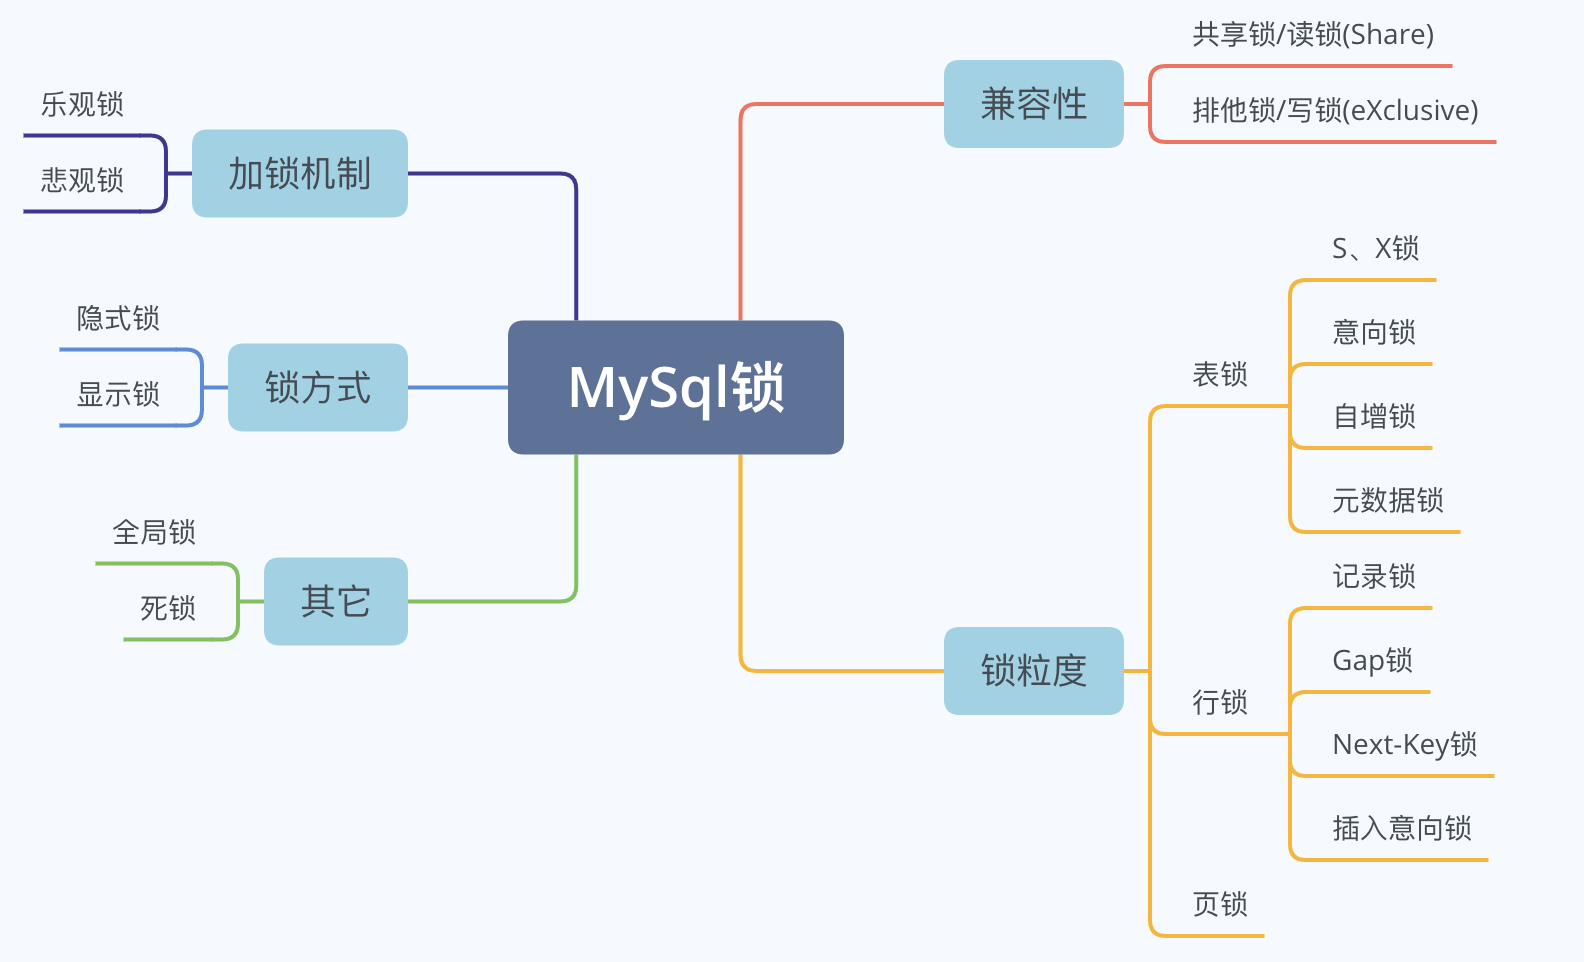 MySql锁
兼容性
共享锁/读锁(Share)
排他锁/写锁(eXclusive)
锁粒度
表锁
S、X锁
意向锁
自增锁
元数据锁
行锁
记录锁
Gap锁
Next-Key锁
插入意向锁
页锁
加锁机制
乐观锁
悲观锁
锁方式
隐式锁
显示锁
其它
全局锁
死锁